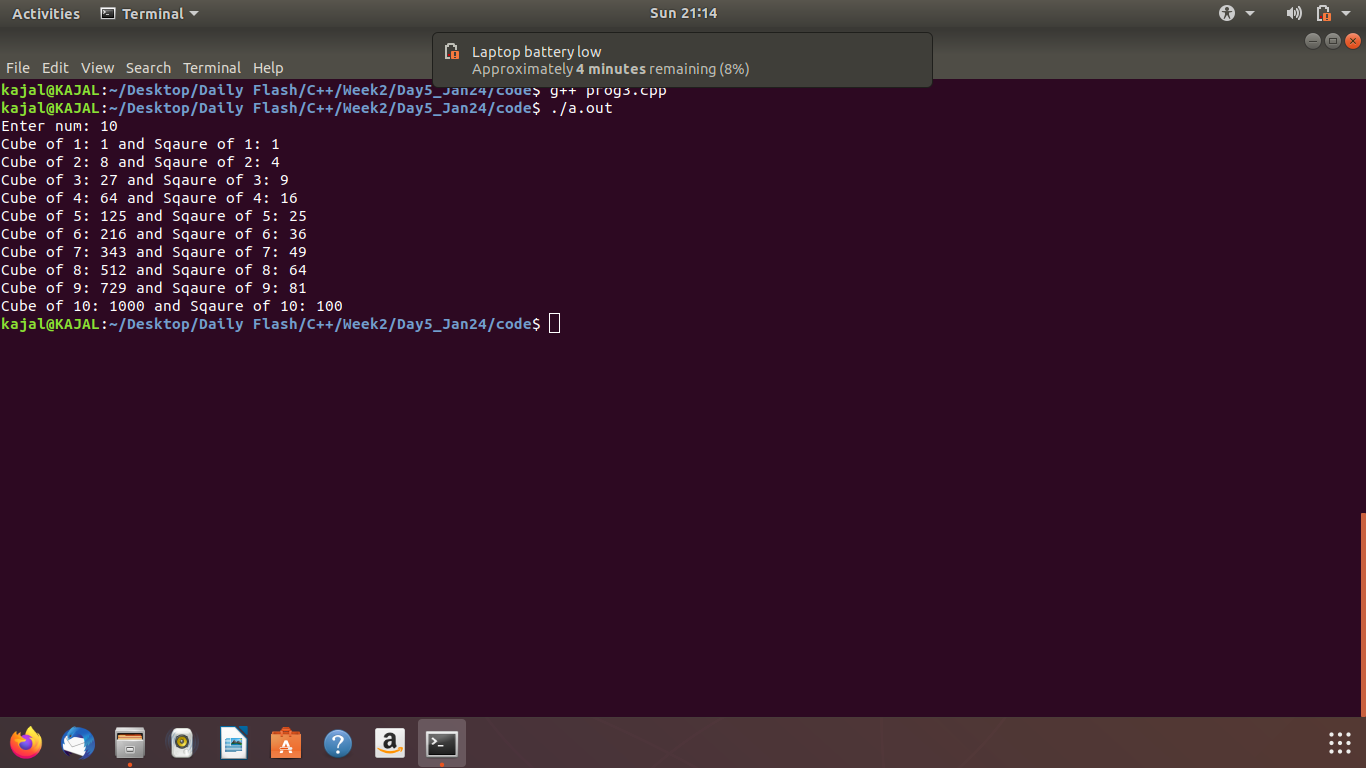 Activities Terminal Sun 21:14
Laptop battery low
Approximately 4 minutes remaining (8%)
File Edit View Search Terminal Help
kajal@KAJAL:~/Desktop/Daily Flash/C++/Week2/Day5_Jan24/code$ g++ prog3.cpp
kajal@KAJAL:~/Desktop/Daily Flash/C++/Week2/Day5_Jan24/code$ ./a.out
Enter num: 10
Cube of 1: 1 and Sqaure of 1: 1
Cube of 2: 8 and Sqaure of 2: 4
Cube of 3: 27 and Sqaure of 3: 9
Cube of 4: 64 and Sqaure of 4: 16
Cube of 5: 125 and Sqaure of 5: 25
Cube of 6: 216 and Sqaure of 6: 36
Cube of 7: 343 and Sqaure of 7: 49
Cube of 8: 512 and Sqaure of 8: 64
Cube of 9: 729 and Sqaure of 9: 81
Cube of 10: 1000 and Sqaure of 10: 100
kajal@KAJAL:~/Desktop/Daily Flash/C++/Week2/Day5_Jan24/code$